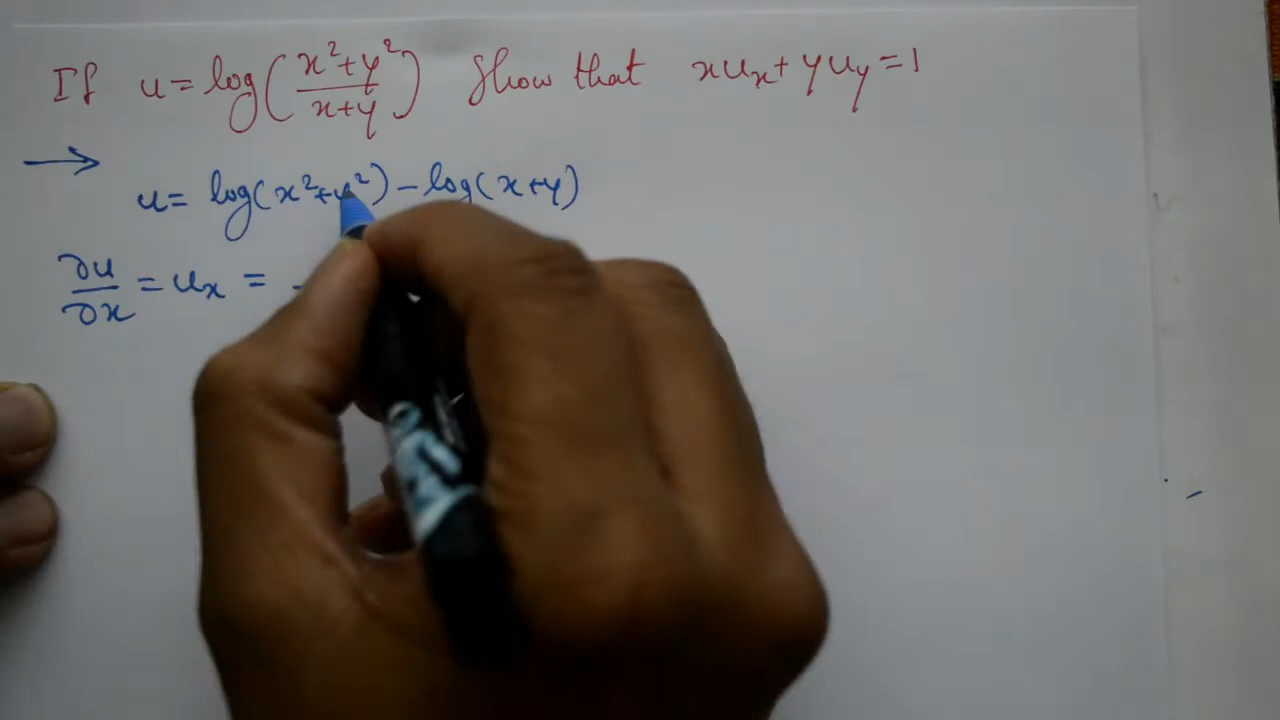 If u = log(x²+y²/x+y) Show that xuₓ + yu_y = 1
→ u = log(x²+y²) - log(x+y)
∂u/∂x = uₓ =